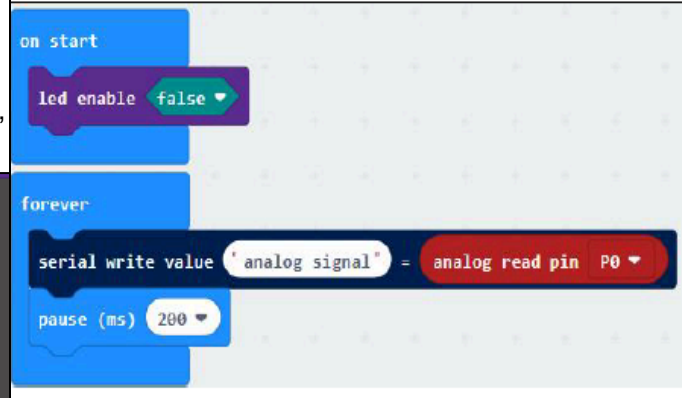 on start
led enable false
forever
serial write value "analog signal" = analog read pin P0
pause (ms) 200